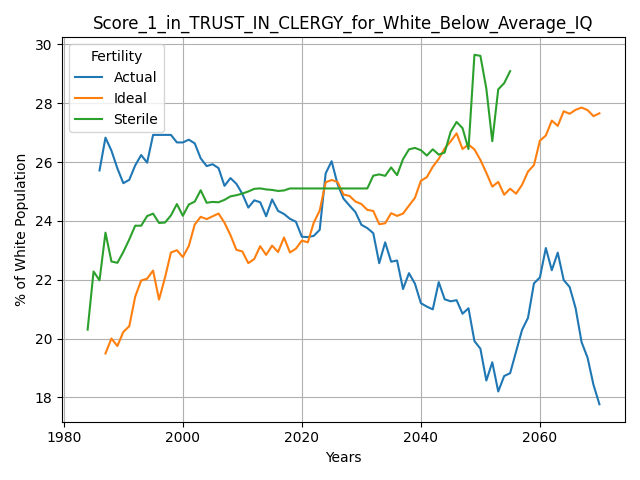 Score_1_in_TRUST_IN_CLERGY_for_White_Below_Average_IQ
Fertility
Actual
Ideal
Sterile
% of White Population
30
28
26
24
22
20
18
1980
2000
2020
2040
2060
Years